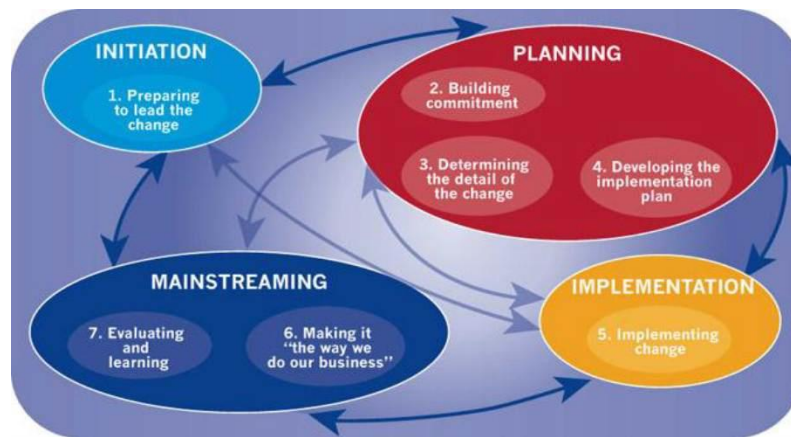 INITIATION
1. Preparing
to lead the
change
PLANNING
2. Building
commitment
3. Determining
the detail of
the change
4. Developing the
implementation
plan
MAINSTREAMING
7. Evaluating
and
learning
6. Making it
"the way we
do our business"
IMPLEMENTATION
5. Implementing
change